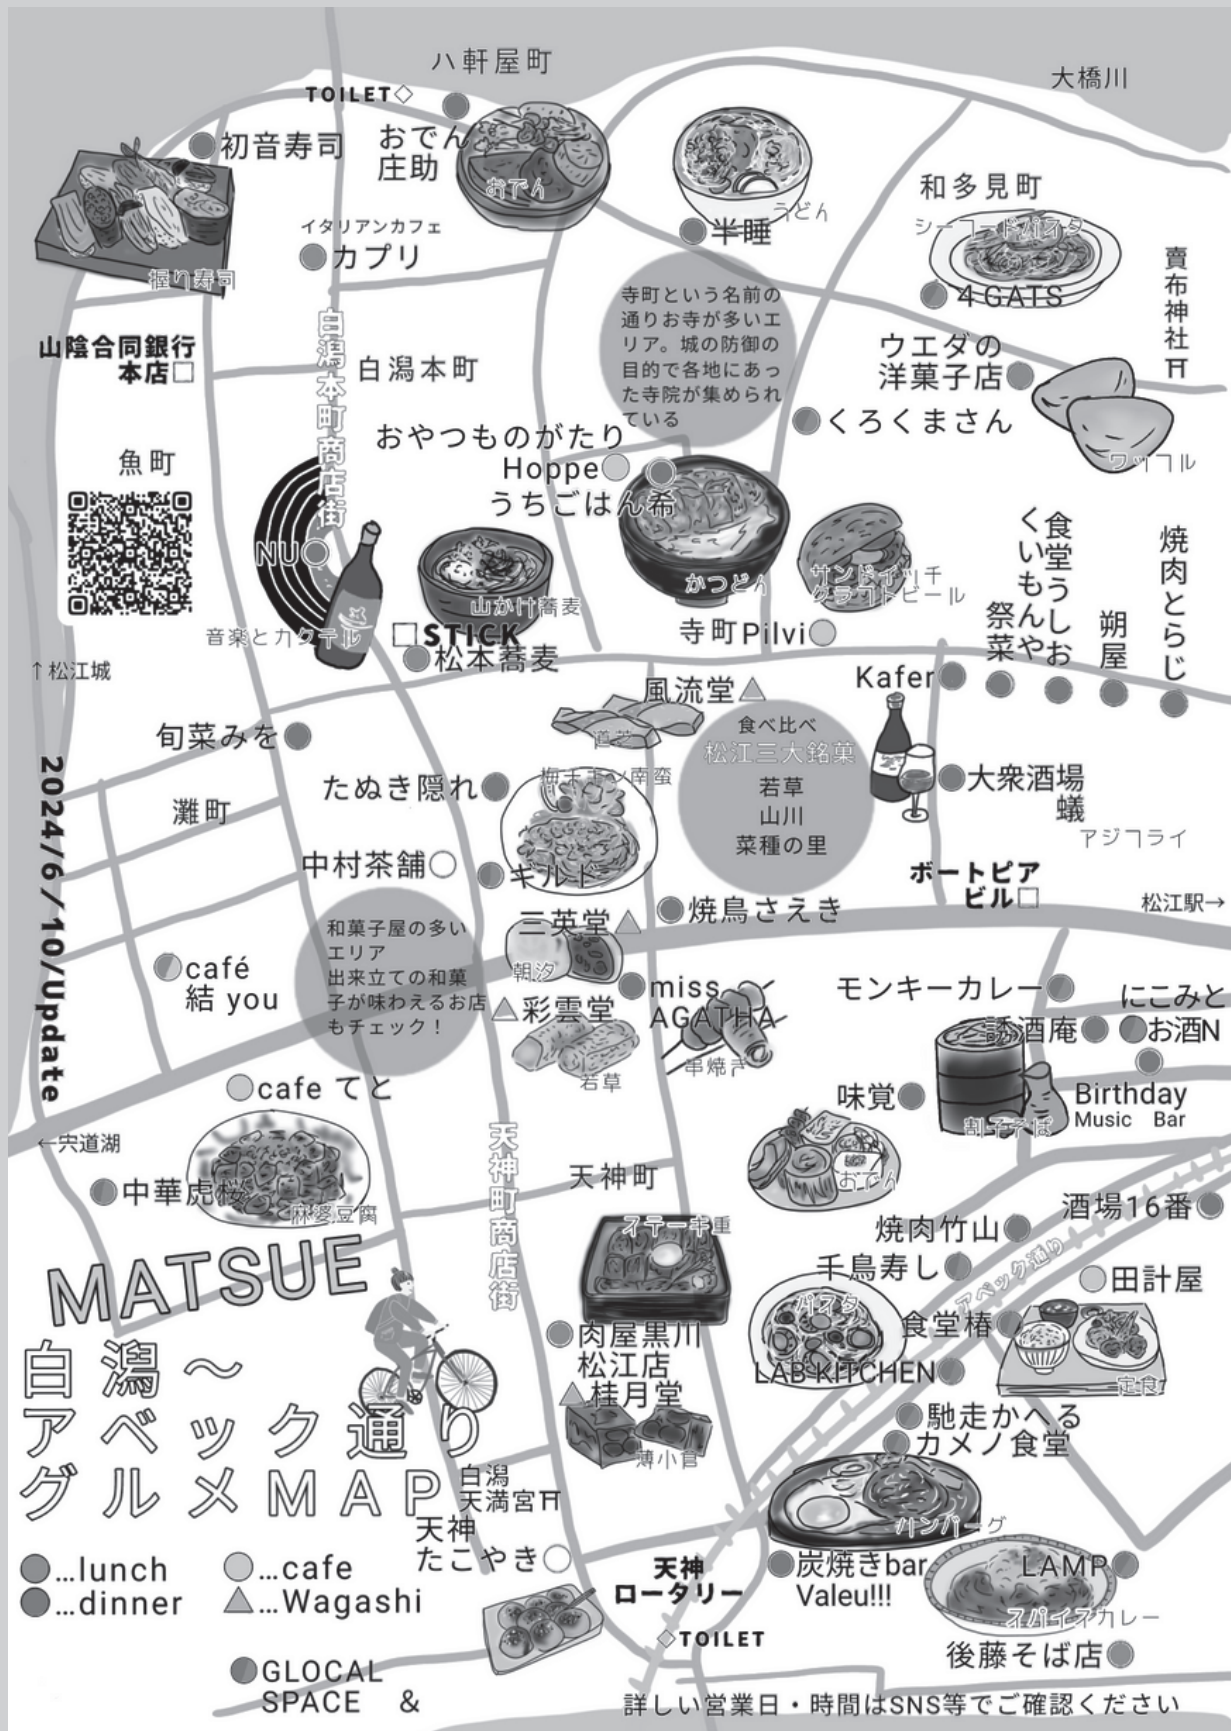 八軒屋町
大橋川
TOILET◇
初音寿司
おでん
庄助
おでん
うどん
半睡
和多見町
シーフードパスタ
4 GATS
イタリアンカフェ
カプリ
握り寿司
賣布神社
寺町という名前の
通りお寺が多いエ
リア。城の防御の
目的で各地にあっ
た寺院が集められ
ている
山陰合同銀行
本店□
白潟本町商店街
白潟本町
ウエダの
洋菓子店
くろくまさん
ワッフル
おやつものがたり
Hoppe
うちごはん希
魚町
NU
音楽とカクテル
山かけ蕎麦
□STICK
松本蕎麦
かつどん
サンドイッチ
クラフトビール
寺町Pilvi
くいもんや
祭菜
食堂うしお
朔屋
焼肉とらじ
↑松江城
風流堂
道芝
Kafer
旬菜みを
食べ比べ
松江三大銘菓
若草
山川
菜種の里
2024/6/10/Update
灘町
たぬき隠れ
中村茶舗
ギルド
大衆酒場
蟻
アジフライ
ボートピア
ビル□
松江駅→
焼鳥さえき
三英堂
朝汐
和菓子屋の多い
エリア
出来立ての和菓
子が味わえるお店
もチェック！
café
結 you
彩雲堂
若草
miss
AGATHA
串焼き
モンキーカレー
にこみと
お酒N
誘酒庵
割子そば
Birthday
Music Bar
味覚
おでん
cafe てと
←宍道湖
中華虎桜
麻婆豆腐
天神町商店街
天神町
ステーキ重
焼肉竹山
酒場16番
千鳥寿し
アベック通り
田計屋
パスタ
食堂椿
LAB KITCHEN
定食
肉屋黒川
松江店
桂月堂
薄小倉
馳走かへる
カメノ食堂
ハンバーグ
MATSUE
白潟～
アベック通り
グルメMAP
白潟
天満宮
天神
たこやき
天神
ロータリー
炭焼きbar
Valeu!!!
LAMP
スパイスカレー
…lunch
…cafe
…dinner
…Wagashi
◇TOILET
後藤そば店
GLOCAL
SPACE &
詳しい営業日・時間はSNS等でご確認ください